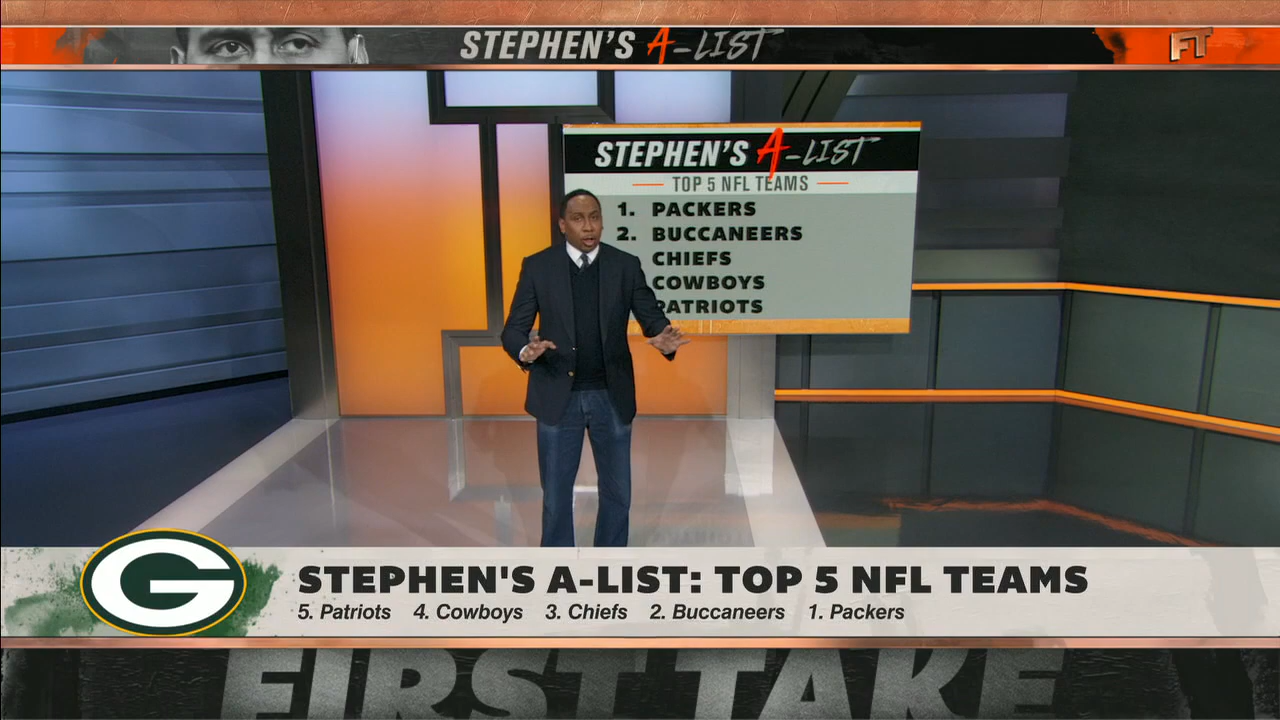 STEPHEN'S A-LIST
FT
STEPHEN'S A-LIST
TOP 5 NFL TEAMS
1. PACKERS
2. BUCCANEERS
CHIEFS
COWBOYS
PATRIOTS
G
STEPHEN'S A-LIST: TOP 5 NFL TEAMS
5. Patriots 4. Cowboys 3. Chiefs 2. Buccaneers 1. Packers
FIRST TAKE